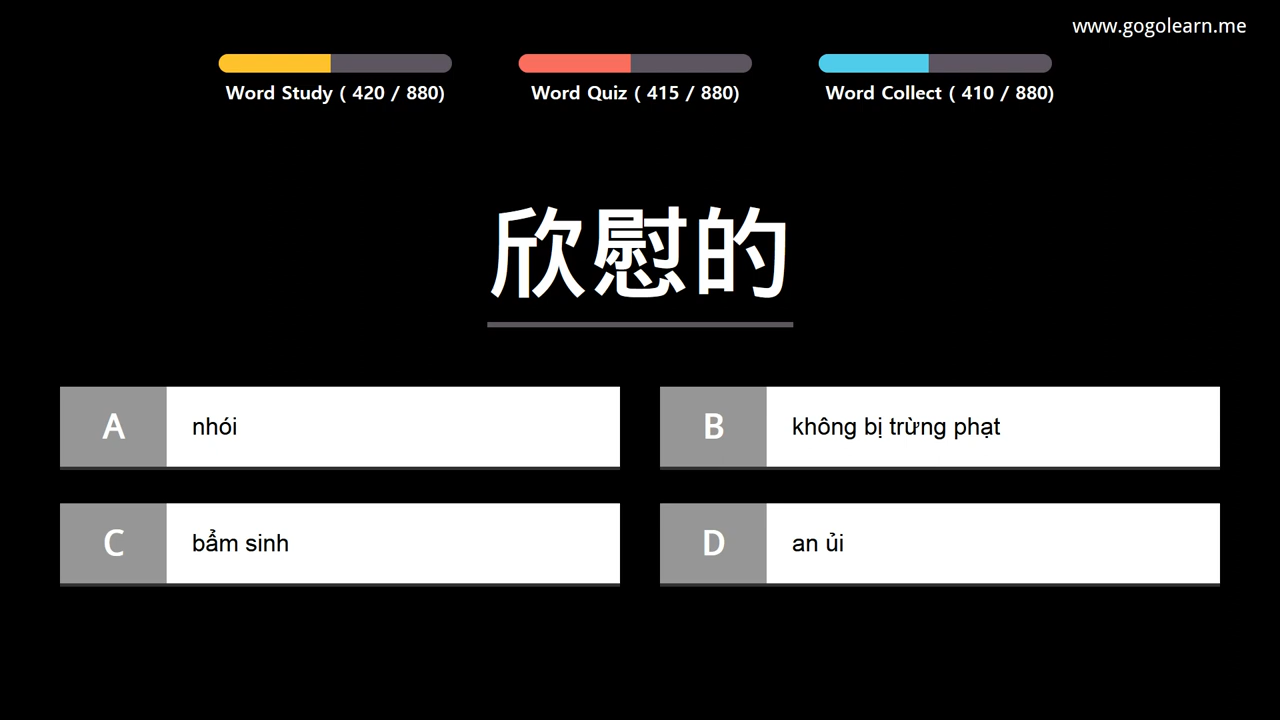 www.gogolearn.me
Word Study ( 420 / 880)
Word Quiz ( 415 / 880)
Word Collect ( 410 / 880)
欣慰的
A nhói
B không bị trừng phạt
C bẩm sinh
D an ủi